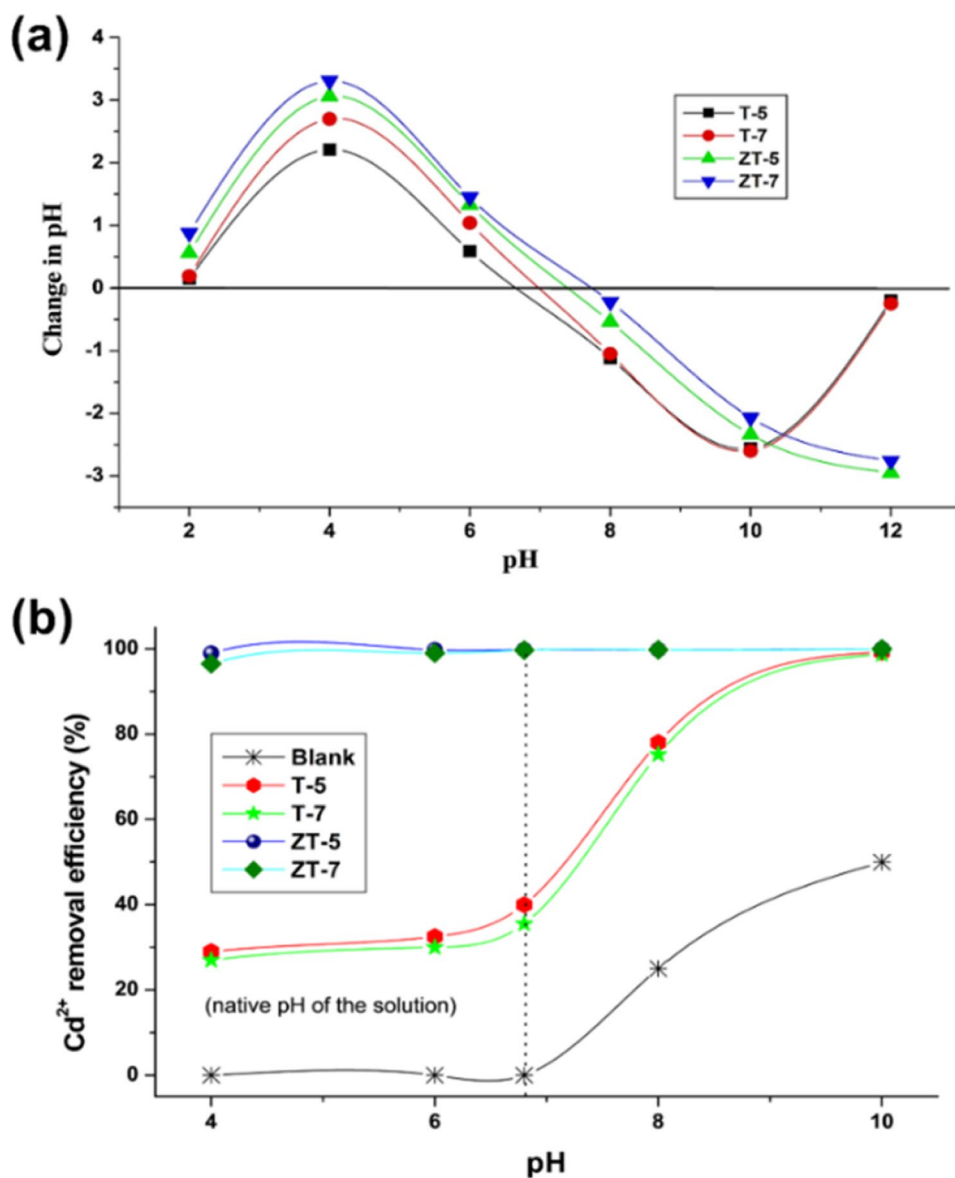 (a)
4
3
2
1
0
-1
-2
-3
Change in pH
T-5
T-7
ZT-5
ZT-7
2
4
6
8
10
12
pH
(b)
100
80
60
40
20
0
Cd²⁺ removal efficiency (%)
Blank
T-5
T-7
ZT-5
ZT-7
(native pH of the solution)
4
6
8
10
pH